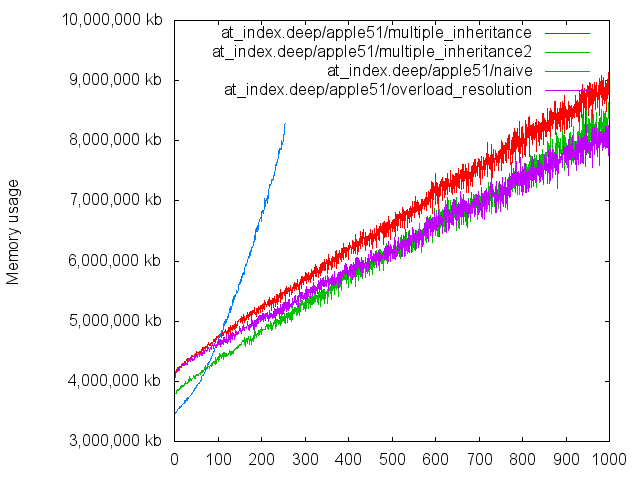 10,000,000 kb
9,000,000 kb
8,000,000 kb
7,000,000 kb
6,000,000 kb
5,000,000 kb
4,000,000 kb
3,000,000 kb
Memory usage
at_index.deep/apple51/multiple_inheritance
at_index.deep/apple51/multiple_inheritance2
at_index.deep/apple51/naive
at_index.deep/apple51/overload_resolution
0 100 200 300 400 500 600 700 800 900 1000